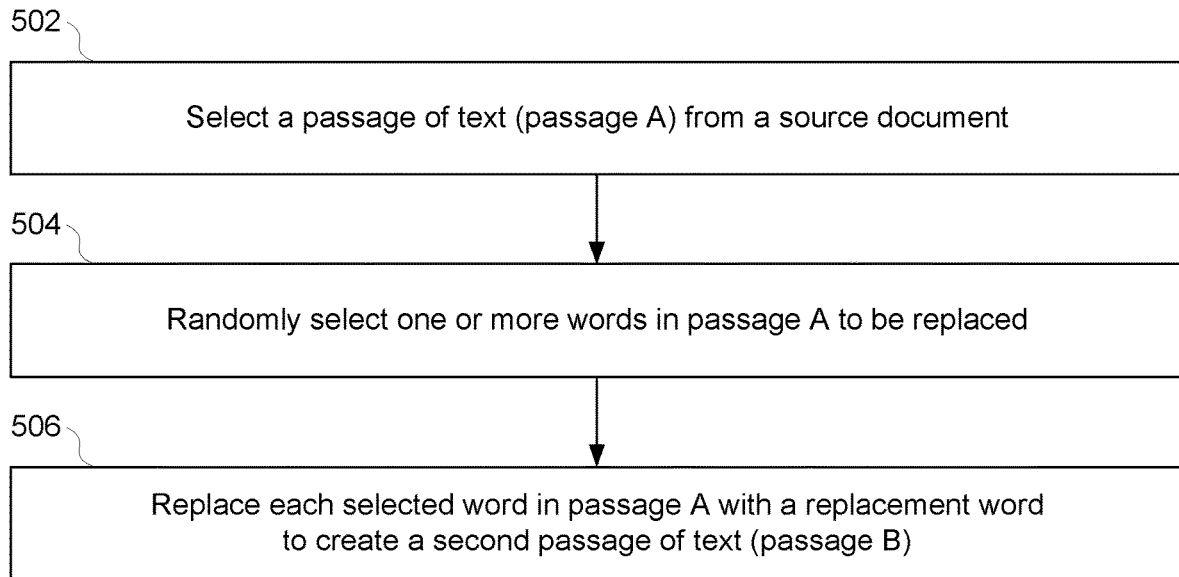 502
Select a passage of text (passage A) from a source document
504
Randomly select one or more words in passage A to be replaced
506
Replace each selected word in passage A with a replacement word
to create a second passage of text (passage B)